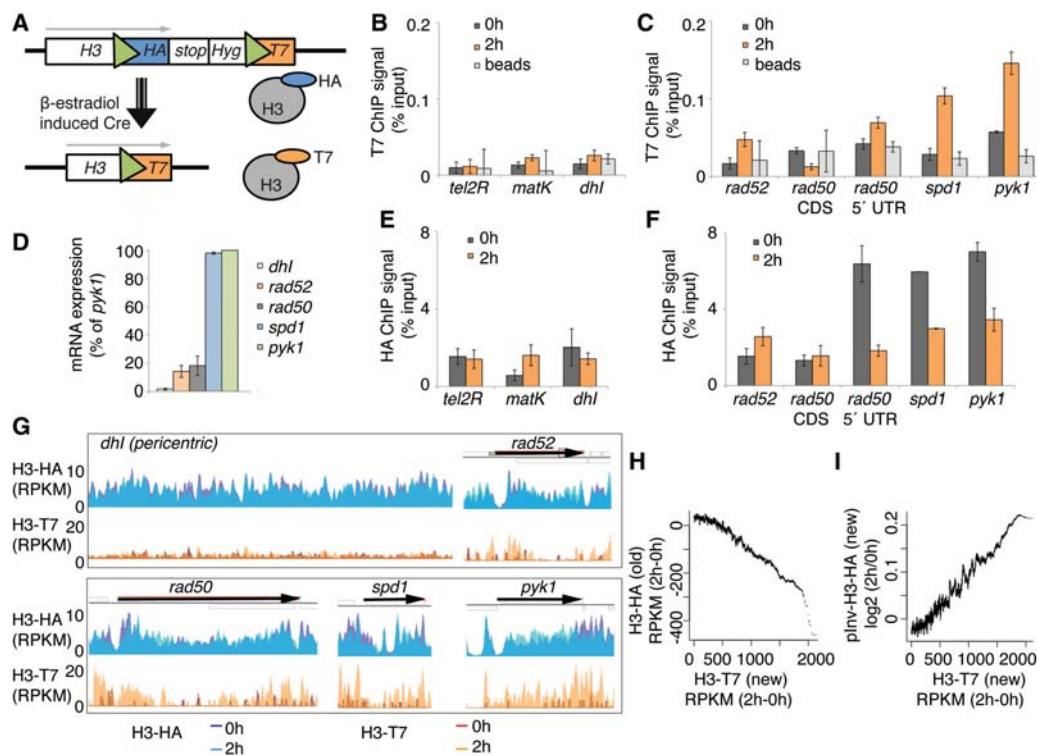 A
H3 HA stop Hyg T7
β-estradiol
induced Cre
H3 HA
H3 T7
H3 T7
B
T7 ChIP signal
(% input)
0.2
0.1
0
0h
2h
beads
tel2R matK dhI
C
T7 ChIP signal
(% input)
0.2
0.1
0
0h
2h
beads
rad52 rad50 rad50 spd1 pyk1
CDS 5′ UTR
D
mRNA expression
(% of pyk1)
100
80
60
40
20
0
dhI
rad52
rad50
spd1
pyk1
E
HA ChIP signal
(% input)
8
4
0
0h
2h
tel2R matK dhI
F
HA ChIP signal
(% input)
8
4
0
0h
2h
rad52 rad50 rad50 spd1 pyk1
CDS 5′ UTR
G
dhI (pericentric) rad52
H3-HA
(RPKM)
10
0
H3-T7
(RPKM)
20
0
rad50 spd1 pyk1
H3-HA
(RPKM)
10
0
H3-T7
(RPKM)
20
0
H3-HA 0h
2h
H3-T7 0h
2h
H
H3-HA (old)
RPKM (2h-0h)
0
-200
-400
0 500 1000 2000
H3-T7 (new)
RPKM (2h-0h)
I
pInv-H3-HA (new)
log2 (2h/0h)
0.2
0.1
0
0 500 1000 2000
H3-T7 (new)
RPKM (2h-0h)